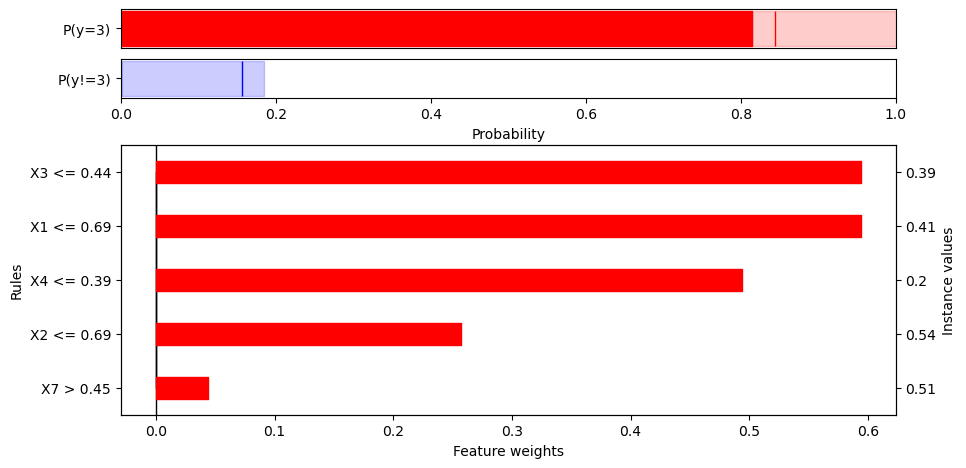 P(y=3)
P(y!=3)
0.0 0.2 0.4 0.6 0.8 1.0
Probability
X3 <= 0.44 0.39
X1 <= 0.69 0.41
X4 <= 0.39 0.2
X2 <= 0.69 0.54
X7 > 0.45 0.51
Rules
Instance values
0.0 0.1 0.2 0.3 0.4 0.5 0.6
Feature weights